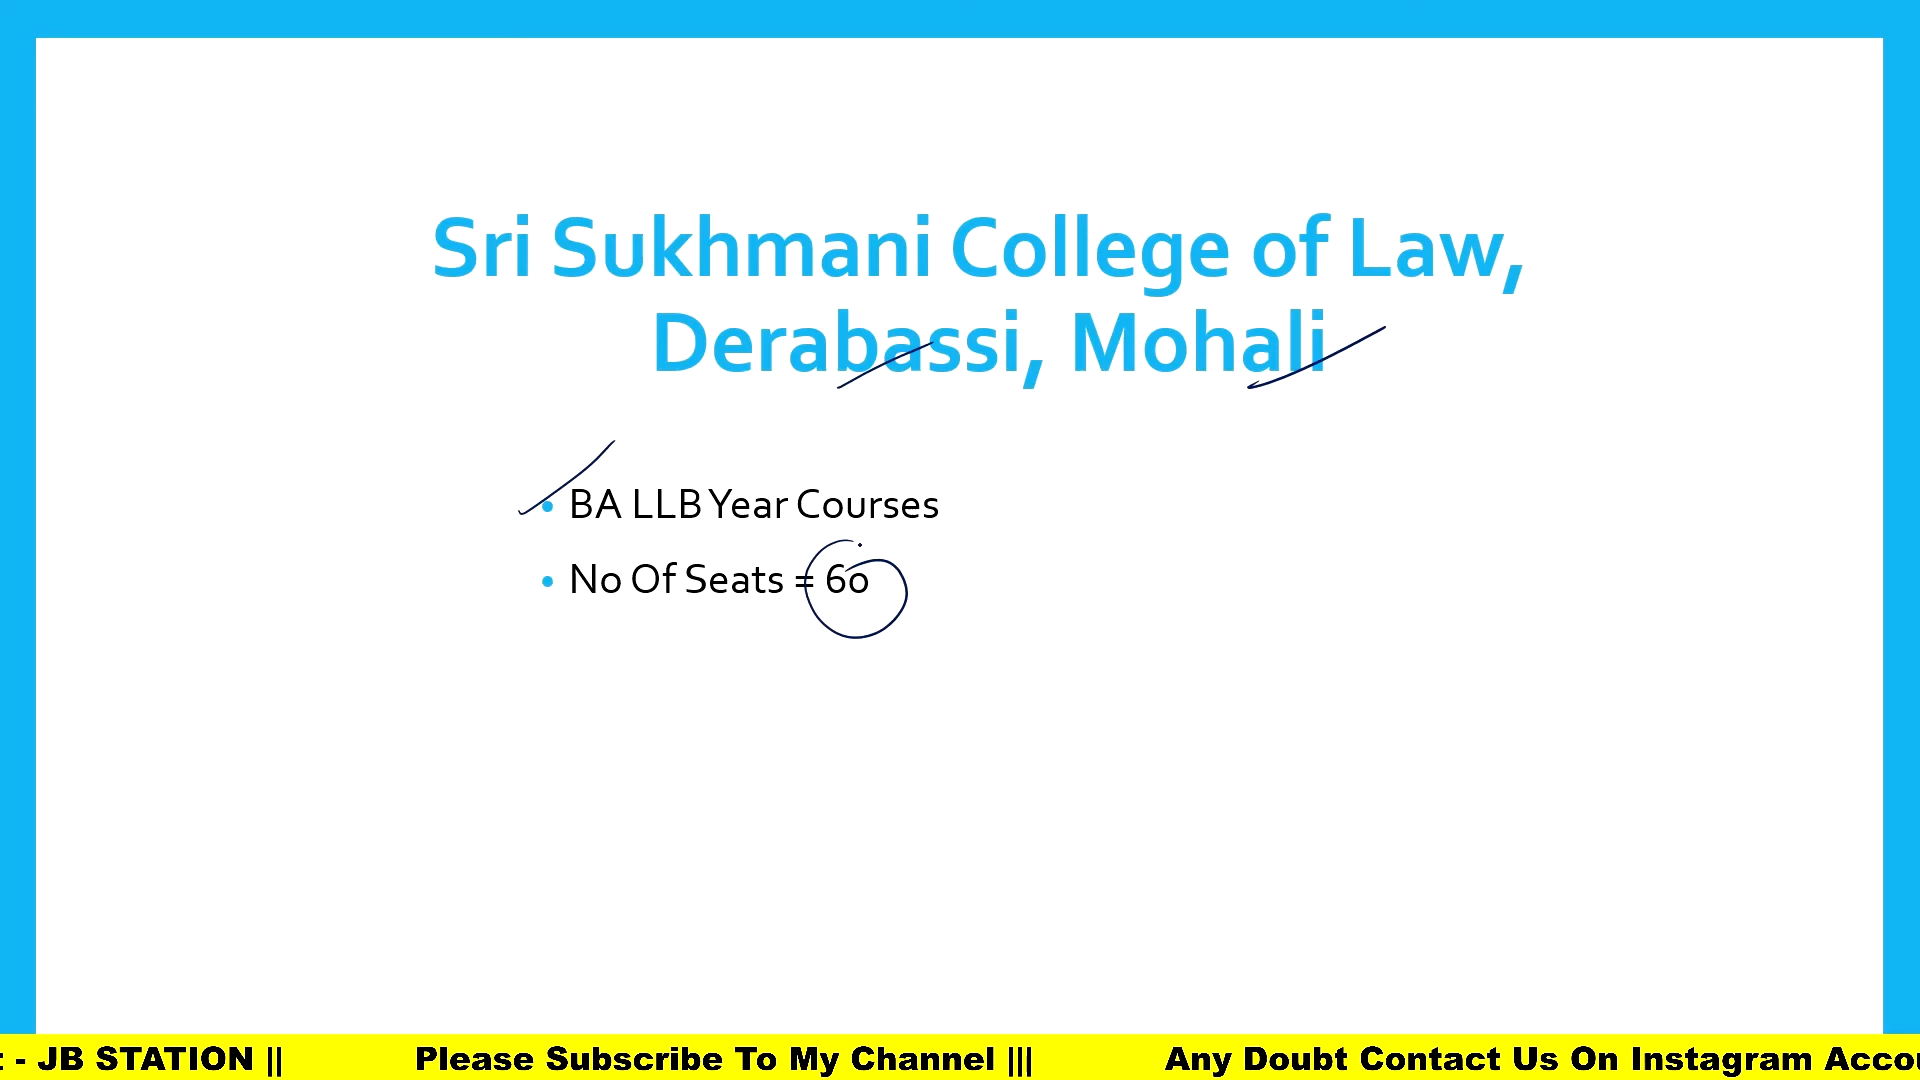 Sri Sukhmani College of Law,
Derabassi, Mohali
• BA LLB Year Courses
• No Of Seats = 60
- JB STATION || Please Subscribe To My Channel ||| Any Doubt Contact Us On Instagram